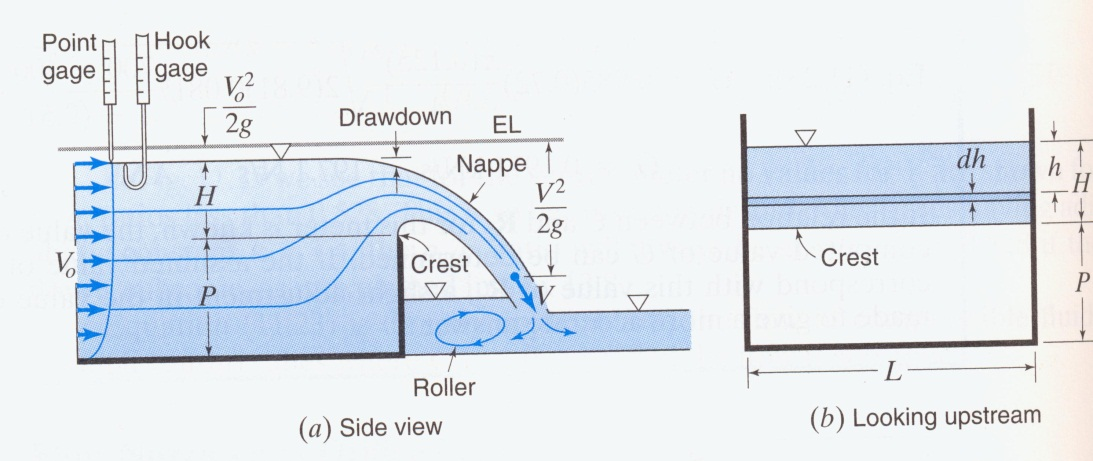 Point gage
Hook gage
V_o^2 / 2g
Drawdown
EL
Nappe
H
V^2 / 2g
V_o
Crest
P
V
Roller
(a) Side view
dh
h
H
Crest
P
L
(b) Looking upstream